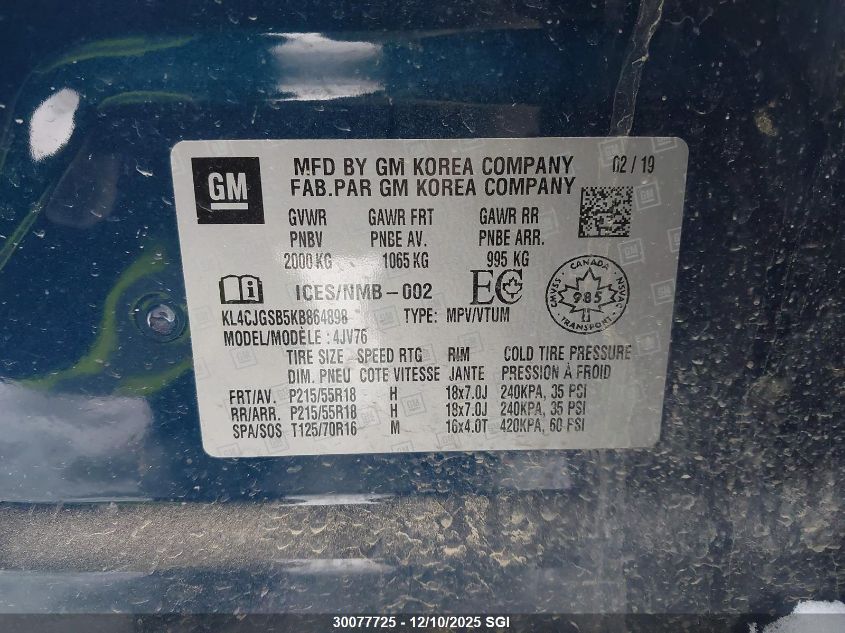 GM
MFD BY GM KOREA COMPANY 02/19
FAB.PAR GM KOREA COMPANY
GVWR GAWR FRT GAWR RR
PNBV PNBE AV. PNBE ARR.
2000 KG 1065 KG 995 KG
ICES/NMB-002 EC
CANADA CMVSS NSVAC 985 11 TRANSPORT
KL4CJGSB5KB864898 TYPE: MPV/VTUM
MODEL/MODÈLE : 4JV76
TIRE SIZE SPEED RTG RIM COLD TIRE PRESSURE
DIM. PNEU COTE VITESSE JANTE PRESSION À FROID
FRT/AV. P215/55R18 H 18x7.0J 240KPA, 35 PSI
RR/ARR. P215/55R18 H 18x7.0J 240KPA, 35 PSI
SPA/SOS T125/70R16 M 16x4.0T 420KPA, 60 PSI
30077725 - 12/10/2025 SGI